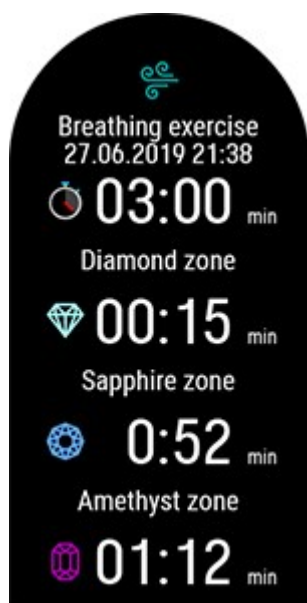 Breathing exercise
27.06.2019 21:38
03:00 min
Diamond zone
00:15 min
Sapphire zone
0:52 min
Amethyst zone
01:12 min